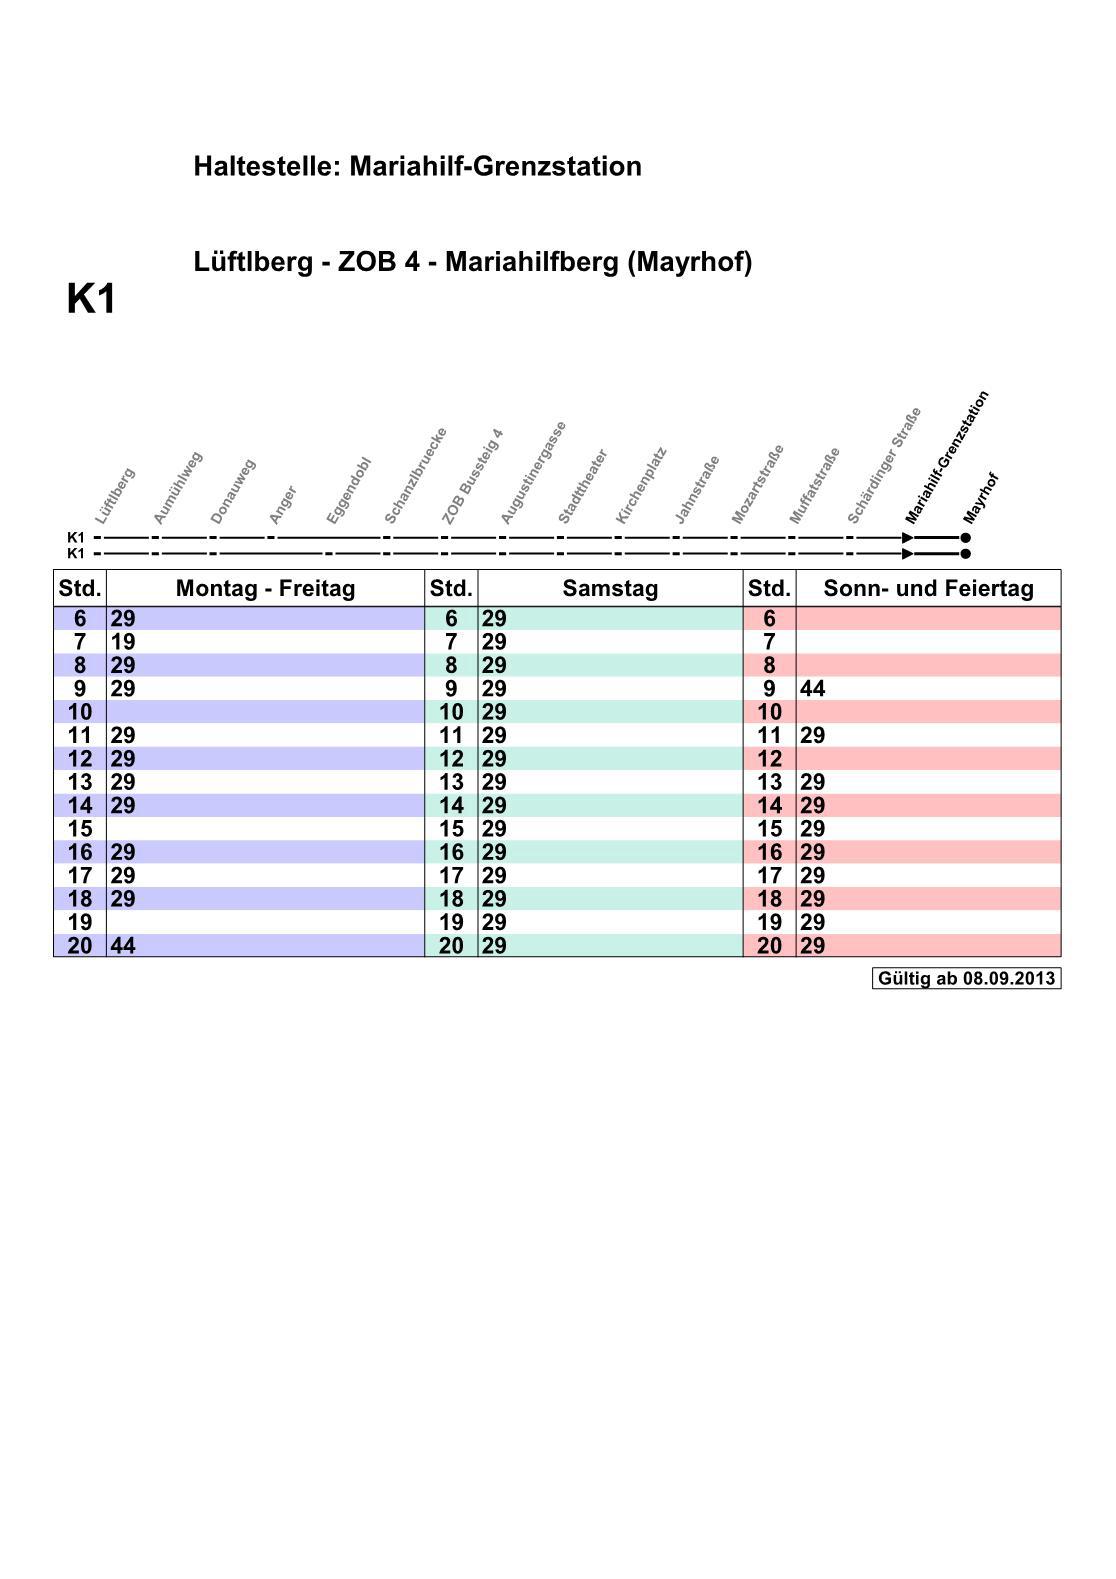 Haltestelle: Mariahilf-Grenzstation
Lüftlberg - ZOB 4 - Mariahilfberg (Mayrhof)
K1
Lüftlberg
Aumühlweg
Donauweg
Anger
Eggendobl
Schanzlbruecke
ZOB Bussteig 4
Augustinergasse
Stadttheater
Kirchenplatz
Jahnstraße
Mozartstraße
Muffatstraße
Schärdinger Straße
Mariahilf-Grenzstation
Mayrhof
K1
K1
Std. Montag - Freitag Std. Samstag Std. Sonn- und Feiertag
6 29 6 29 6
7 19 7 29 7
8 29 8 29 8
9 29 9 29 9 44
10 10 29 10
11 29 11 29 11 29
12 29 12 29 12
13 29 13 29 13 29
14 29 14 29 14 29
15 15 29 15 29
16 29 16 29 16 29
17 29 17 29 17 29
18 29 18 29 18 29
19 19 29 19 29
20 44 20 29 20 29
Gültig ab 08.09.2013